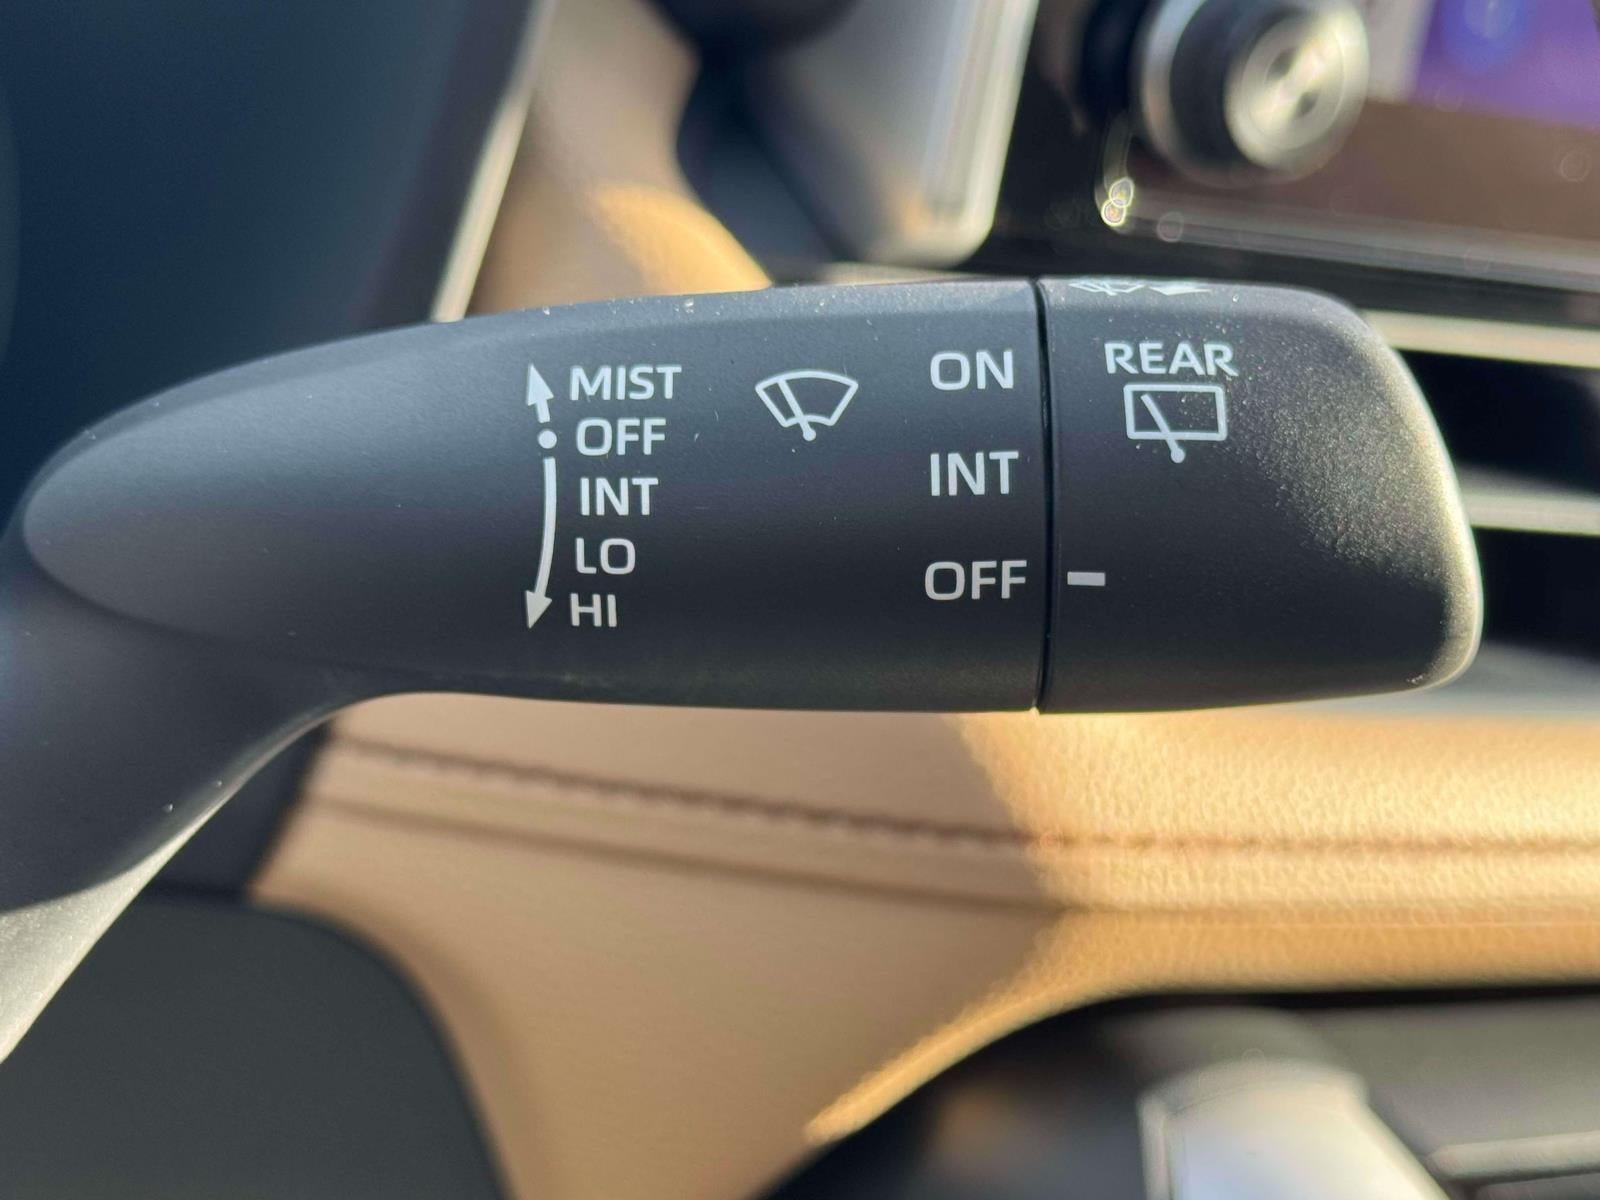 MIST
OFF
INT
LO
HI
ON
INT
OFF
REAR